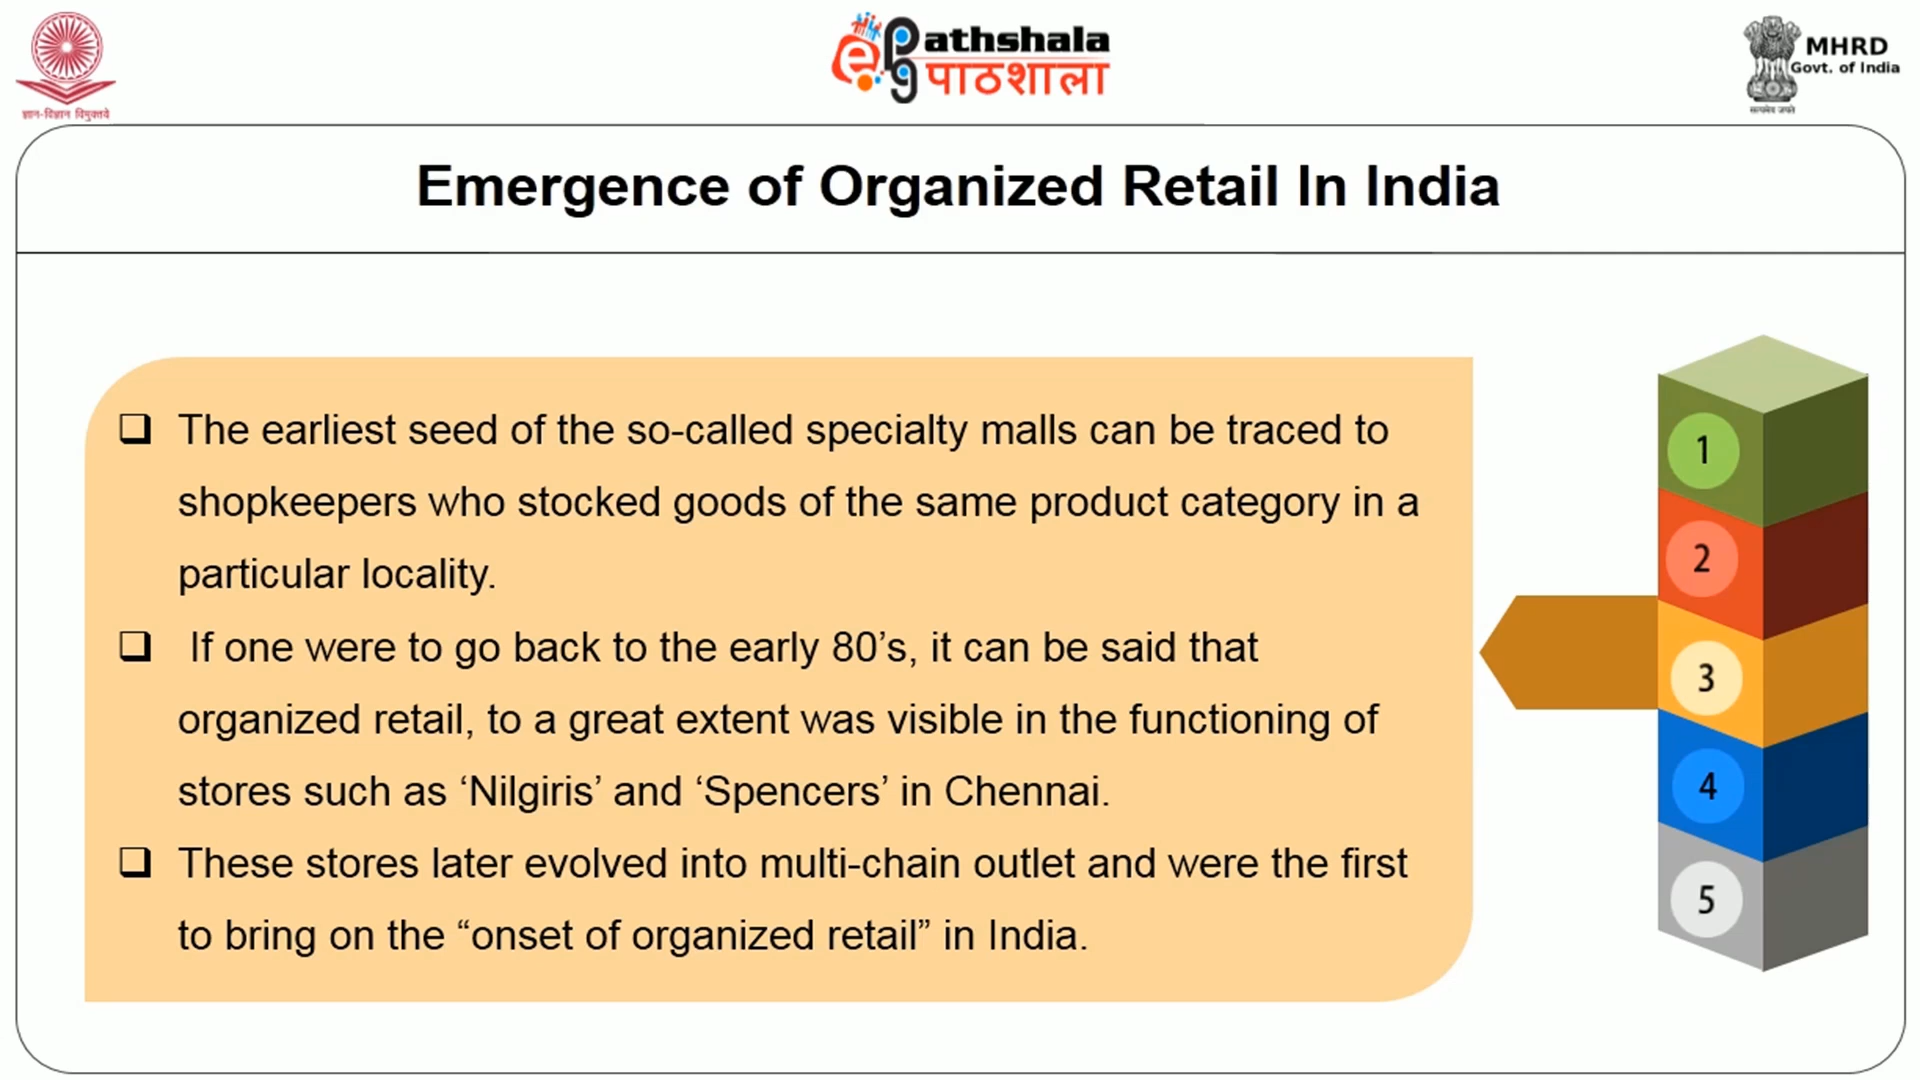 ज्ञान-विज्ञान विमुक्तये
e
pg
athshala
पाठशाला
MHRD
Govt. of India
सत्यमेव जयते
Emergence of Organized Retail In India
The earliest seed of the so-called specialty malls can be traced to
shopkeepers who stocked goods of the same product category in a
particular locality.
If one were to go back to the early 80’s, it can be said that
organized retail, to a great extent was visible in the functioning of
stores such as ‘Nilgiris’ and ‘Spencers’ in Chennai.
These stores later evolved into multi-chain outlet and were the first
to bring on the “onset of organized retail” in India.
1
2
3
4
5